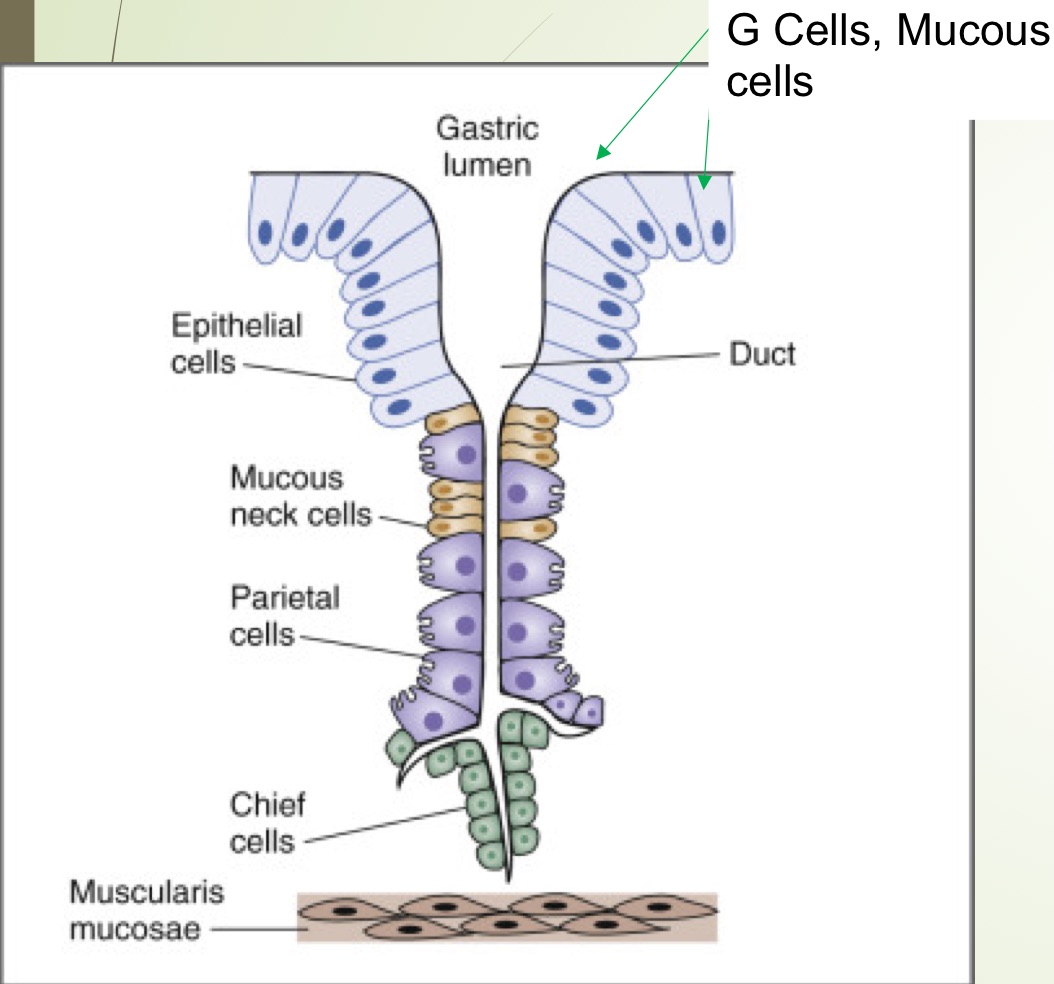 G Cells, Mucous
cells
Gastric
lumen
Epithelial
cells
Duct
Mucous
neck cells
Parietal
cells
Chief
cells
Muscularis
mucosae